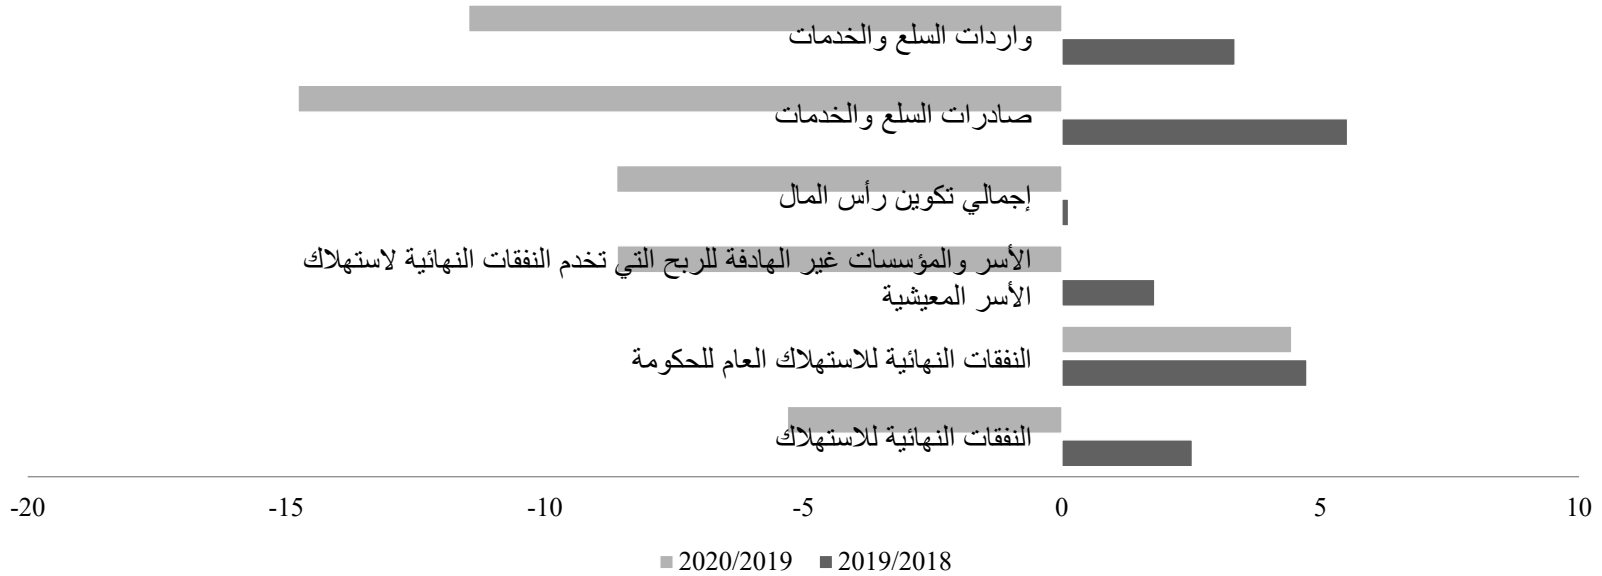 واردات السلع والخدمات
صادرات السلع والخدمات
إجمالي تكوين رأس المال
الأسر والمؤسسات غير الهادفة للربح التي تخدم النفقات النهائية لاستهلاك
الأسر المعيشية
النفقات النهائية للاستهلاك العام للحكومة
النفقات النهائية للاستهلاك
-20 -15 -10 -5 0 5 10
2020/2019 2019/2018